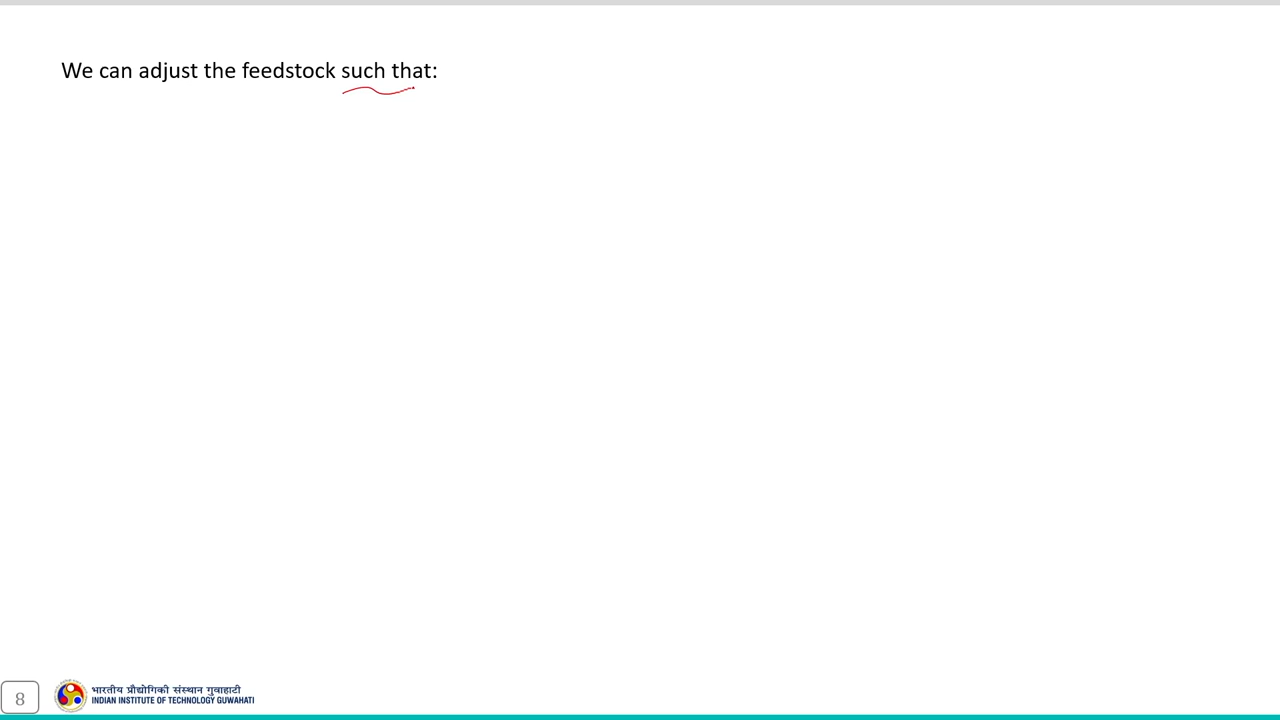 We can adjust the feedstock such that:
8
भारतीय प्रौद्योगिकी संस्थान गुवाहाटी
INDIAN INSTITUTE OF TECHNOLOGY GUWAHATI